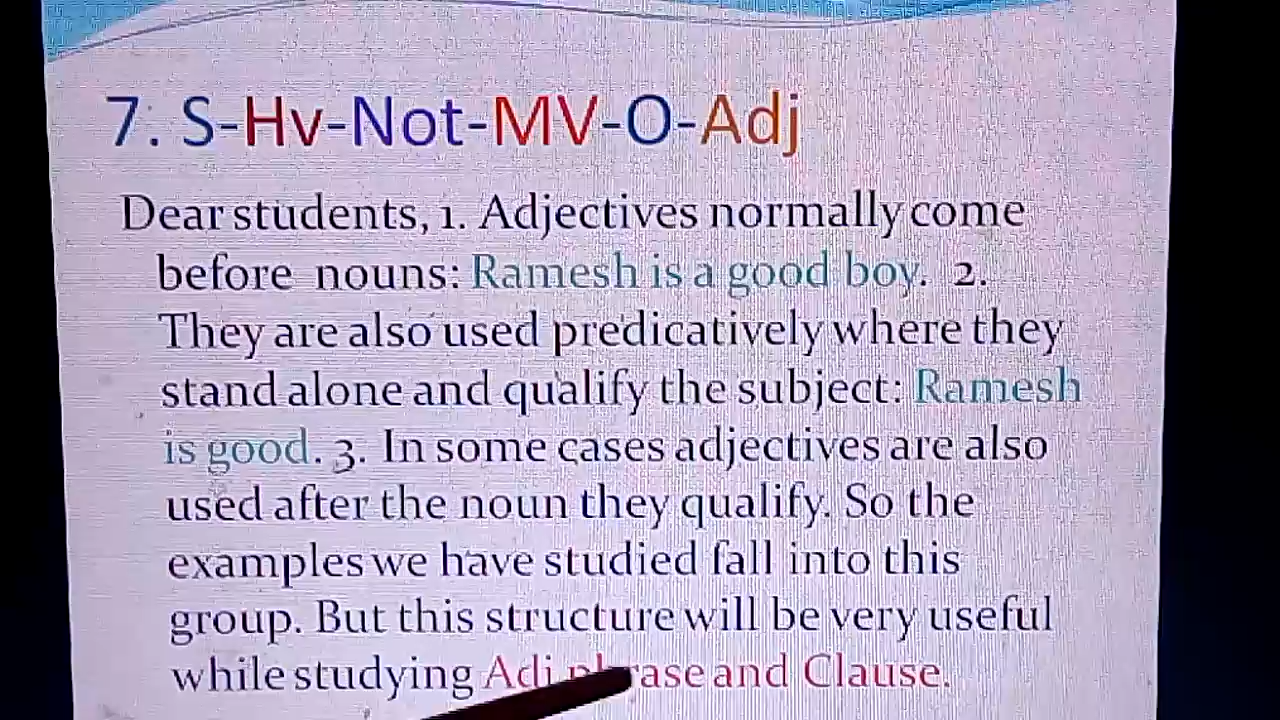 7. S-Hv-Not-MV-O-Adj
Dear students, 1. Adjectives normally come
before nouns: Ramesh is a good boy. 2.
They are also used predicatively where they
stand alone and qualify the subject: Ramesh
is good. 3. In some cases adjectives are also
used after the noun they qualify. So the
examples we have studied fall into this
group. But this structure will be very useful
while studying Adj phrase and Clause.